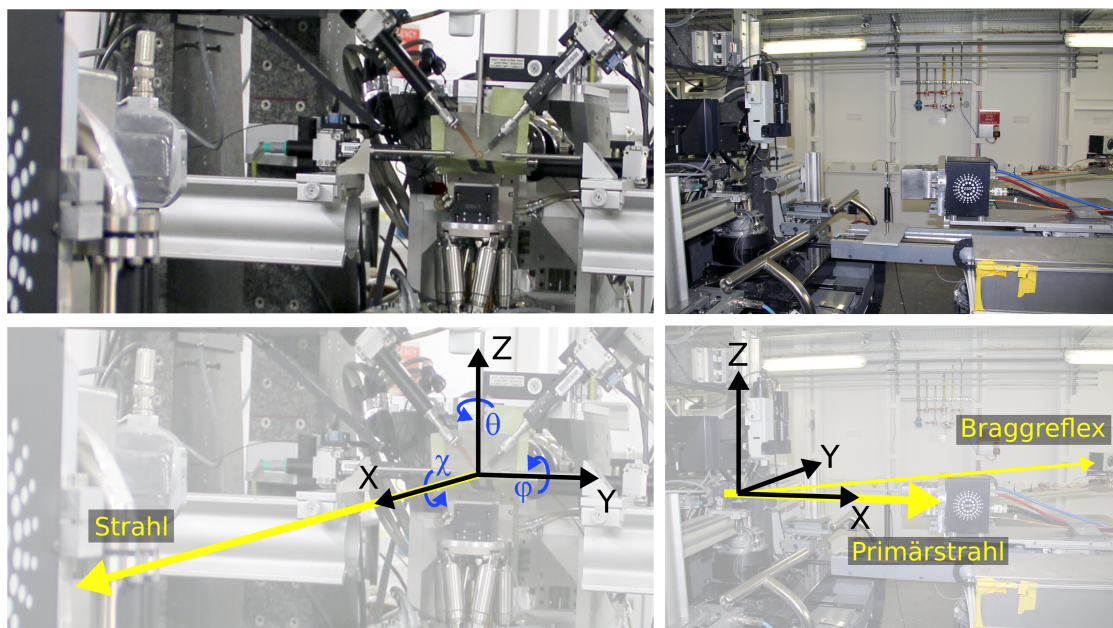 Z
θ
χ
X
φ
Y
Strahl
Z
Braggreflex
Y
X
Primärstrahl